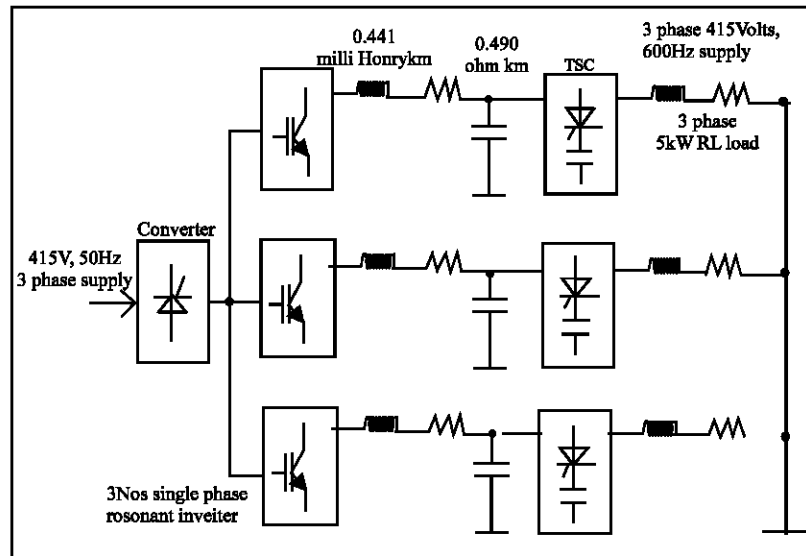 0.441
milli Honrykm
0.490
ohm km
TSC
3 phase 415Volts,
600Hz supply
3 phase
5kW RL load
Converter
415V, 50Hz
3 phase supply
3Nos single phase
rosonant inveiter